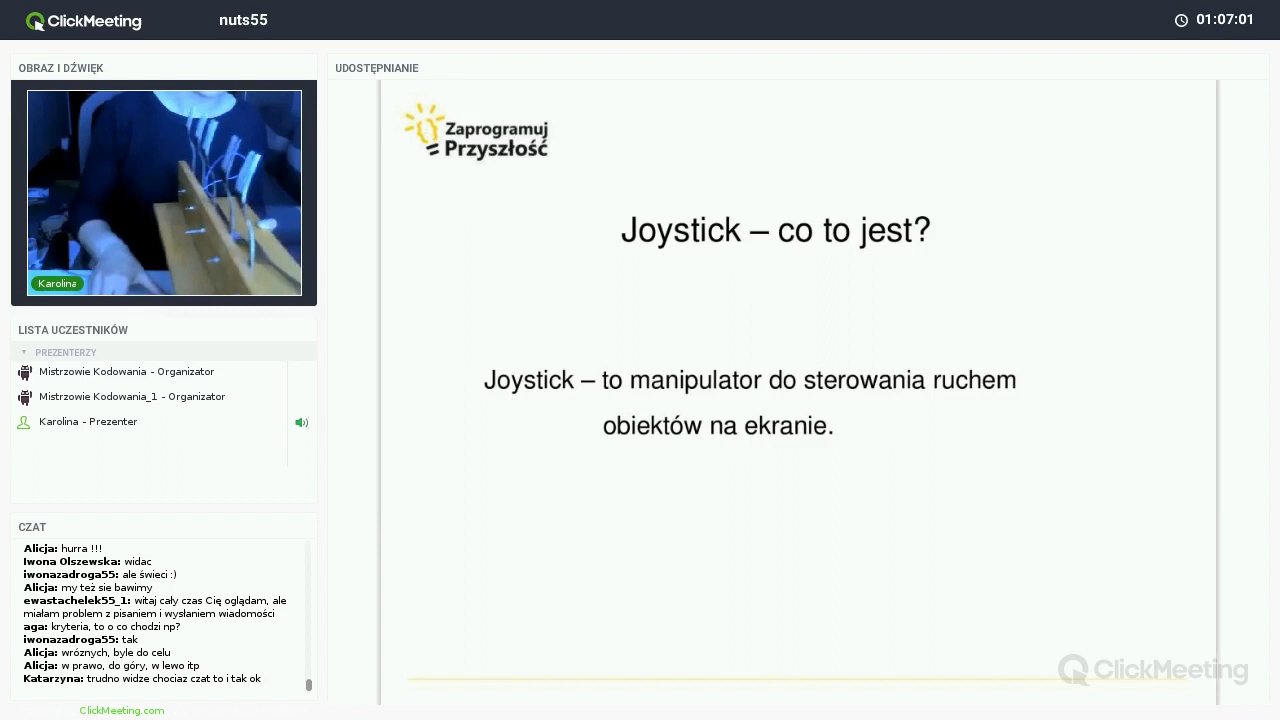 ClickMeeting
nuts55
01:07:01
OBRAZ I DŹWIĘK
Karolina
LISTA UCZESTNIKÓW
PREZENTERZY
Mistrzowie Kodowania - Organizator
Mistrzowie Kodowania_1 - Organizator
Karolina - Prezenter
CZAT
Alicja: hurra !!!
Iwona Olszewska: widac
iwonazadroga55: ale świeci :)
Alicja: my też sie bawimy
ewastachelek55_1: witaj cały czas Cię oglądam, ale
miałam problem z pisaniem i wysłaniem wiadomości
aga: kryteria, to o co chodzi np?
iwonazadroga55: tak
Alicja: wróznych, byle do celu
Alicja: w prawo, do góry, w lewo itp
Katarzyna: trudno widze chociaz czat to i tak ok
ClickMeeting.com
UDOSTĘPNIANIE
Zaprogramuj
Przyszłość
Joystick – co to jest?
Joystick – to manipulator do sterowania ruchem
obiektów na ekranie.
ClickMeeting